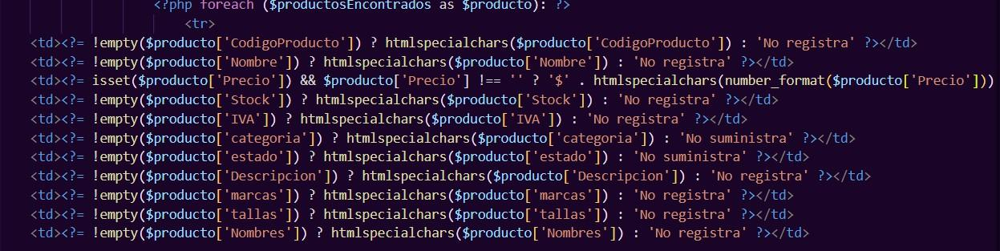 <?php foreach ($productosEncontrados as $producto): ?>
<tr>
<td><?= !empty($producto['CodigoProducto']) ? htmlspecialchars($producto['CodigoProducto']) : 'No registra' ?></td>
<td><?= !empty($producto['Nombre']) ? htmlspecialchars($producto['Nombre']) : 'No registra' ?></td>
<td><?= isset($producto['Precio']) && $producto['Precio'] !== '' ? '$' . htmlspecialchars(number_format($producto['Precio']))
<td><?= !empty($producto['Stock']) ? htmlspecialchars($producto['Stock']) : 'No registra' ?></td>
<td><?= !empty($producto['IVA']) ? htmlspecialchars($producto['IVA']) : 'No registra' ?></td>
<td><?= !empty($producto['categoria']) ? htmlspecialchars($producto['categoria']) : 'No suministra' ?></td>
<td><?= !empty($producto['estado']) ? htmlspecialchars($producto['estado']) : 'No suministra' ?></td>
<td><?= !empty($producto['Descripcion']) ? htmlspecialchars($producto['Descripcion']) : 'No registra' ?></td>
<td><?= !empty($producto['marcas']) ? htmlspecialchars($producto['marcas']) : 'No registra' ?></td>
<td><?= !empty($producto['tallas']) ? htmlspecialchars($producto['tallas']) : 'No registra' ?></td>
<td><?= !empty($producto['Nombres']) ? htmlspecialchars($producto['Nombres']) : 'No registra' ?></td>